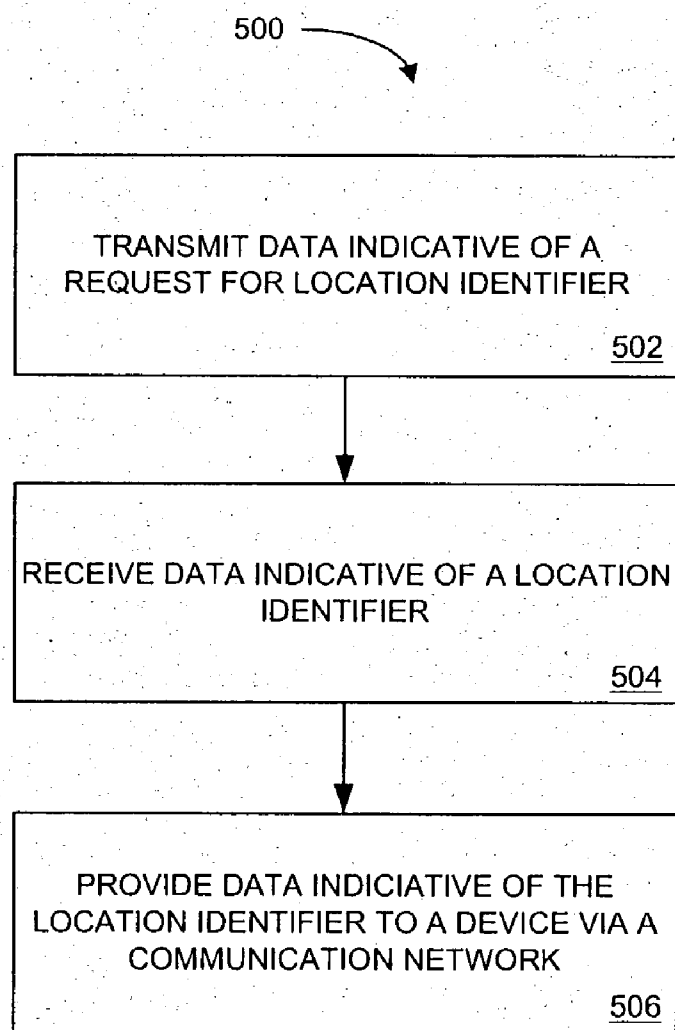 500
TRANSMIT DATA INDICATIVE OF A
REQUEST FOR LOCATION IDENTIFIER
502
RECEIVE DATA INDICATIVE OF A LOCATION
IDENTIFIER
504
PROVIDE DATA INDICIATIVE OF THE
LOCATION IDENTIFIER TO A DEVICE VIA A
COMMUNICATION NETWORK
506